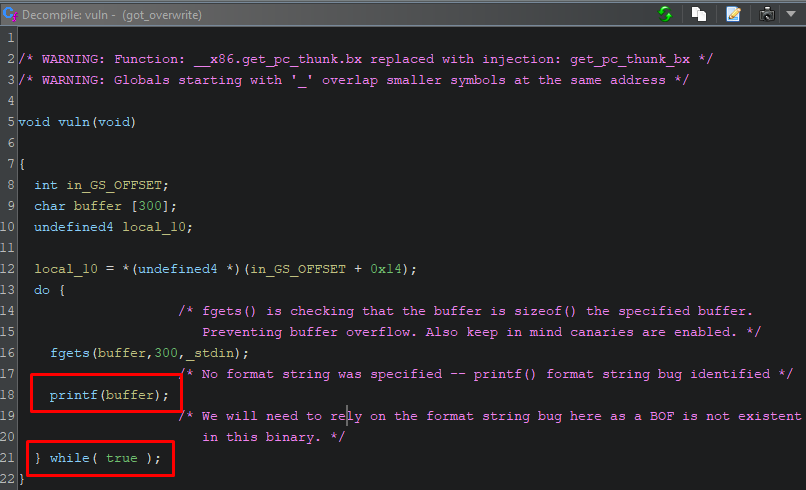 Decompile: vuln - (got_overwrite)
1
2 /* WARNING: Function: __x86.get_pc_thunk.bx replaced with injection: get_pc_thunk_bx */
3 /* WARNING: Globals starting with '_' overlap smaller symbols at the same address */
4
5 void vuln(void)
6
7 {
8 int in_GS_OFFSET;
9 char buffer [300];
10 undefined4 local_10;
11
12 local_10 = *(undefined4 *)(in_GS_OFFSET + 0x14);
13 do {
14 /* fgets() is checking that the buffer is sizeof() the specified buffer.
15 Preventing buffer overflow. Also keep in mind canaries are enabled. */
16 fgets(buffer,300,_stdin);
17 /* No format string was specified -- printf() format string bug identified */
18 printf(buffer);
19 /* We will need to rely on the format string bug here as a BOF is not existent
20 in this binary. */
21 } while( true );
22 }